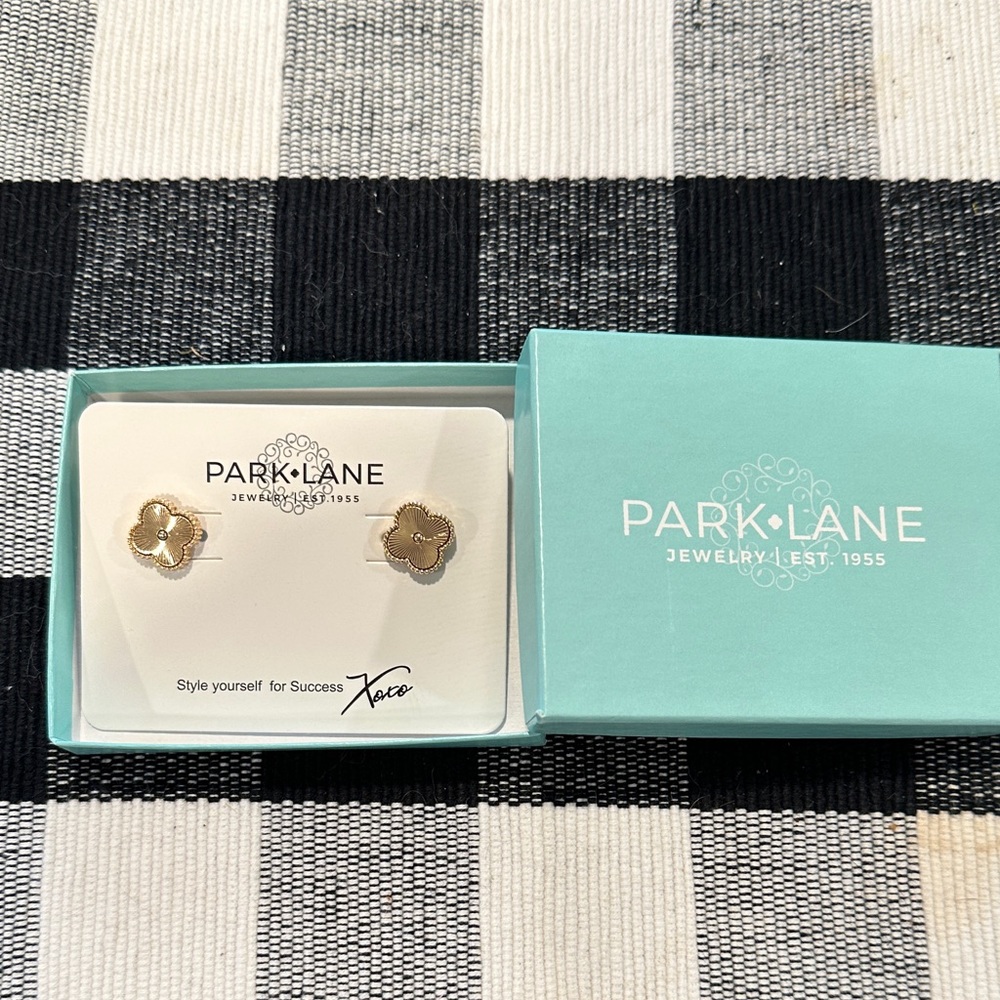 PARK◆LANE
JEWELRY | EST. 1955
Style yourself for Success Xoxo
PARK◆LANE
JEWELRY | EST. 1955